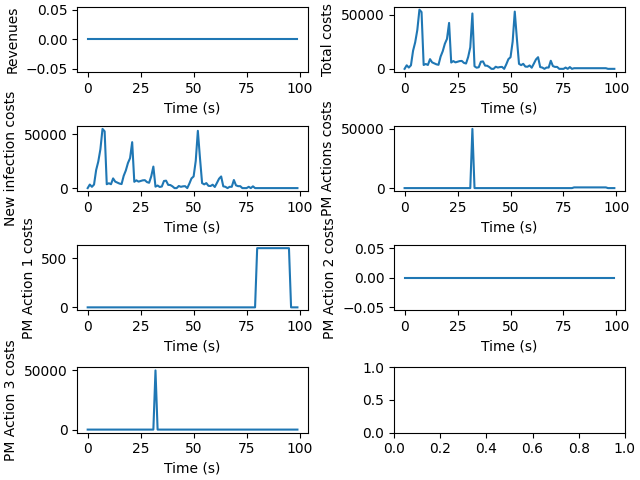 Revenues
0.05
0.00
−0.05
0 25 50 75 100
Time (s)
Total costs
50000
0
0 25 50 75 100
Time (s)
New infection costs
50000
0
0 25 50 75 100
Time (s)
PM Actions costs
50000
0
0 25 50 75 100
Time (s)
PM Action 1 costs
500
0
0 25 50 75 100
Time (s)
PM Action 2 costs
0.05
0.00
−0.05
0 25 50 75 100
Time (s)
PM Action 3 costs
50000
0
0 25 50 75 100
Time (s)
1.0
0.5
0.0
0.0 0.2 0.4 0.6 0.8 1.0